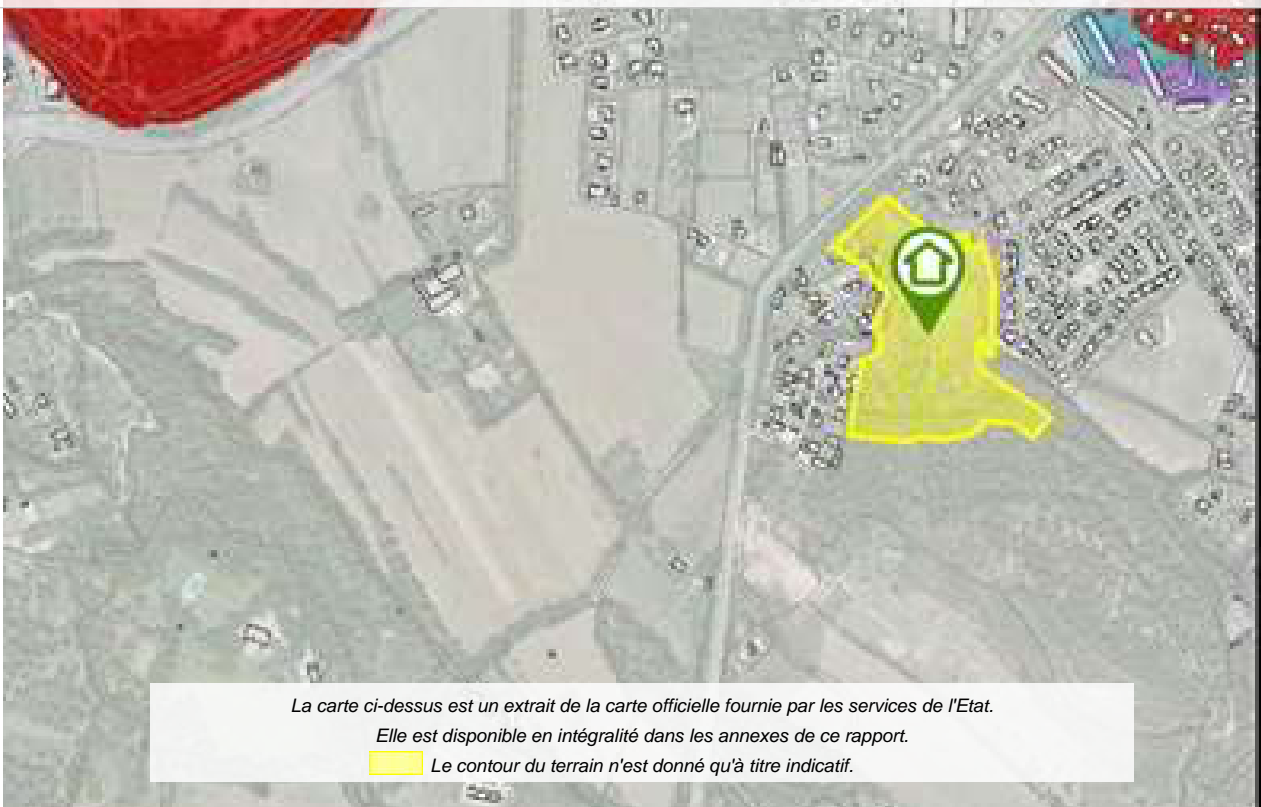 La carte ci-dessus est un extrait de la carte officielle fournie par les services de l'Etat.
Elle est disponible en intégralité dans les annexes de ce rapport.
Le contour du terrain n'est donné qu'à titre indicatif.